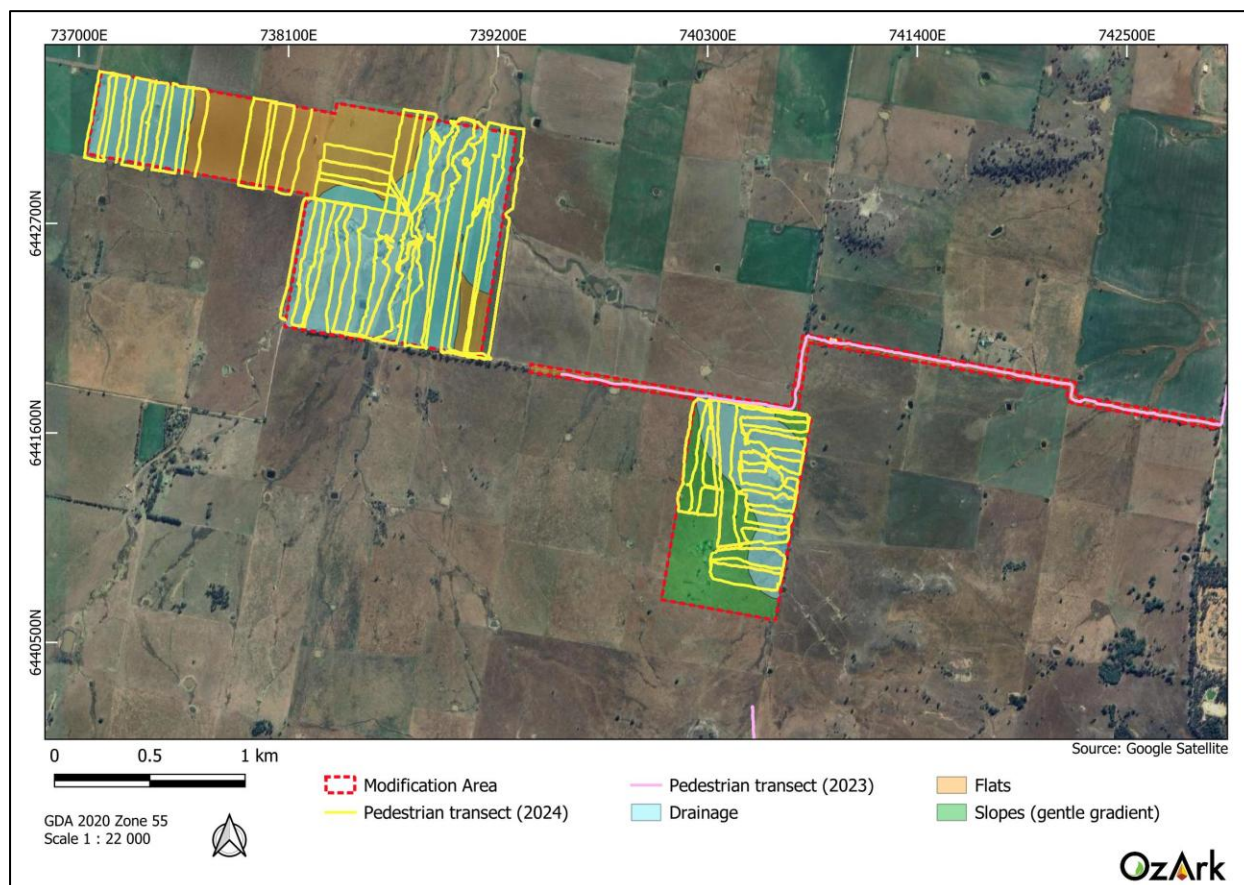 737000E 738100E 739200E 740300E 741400E 742500E
6442700N
6441600N
6440500N
Source: Google Satellite
0 0.5 1 km
GDA 2020 Zone 55
Scale 1 : 22 000
Modification Area
Pedestrian transect (2024)
Pedestrian transect (2023)
Drainage
Flats
Slopes (gentle gradient)
OzArk